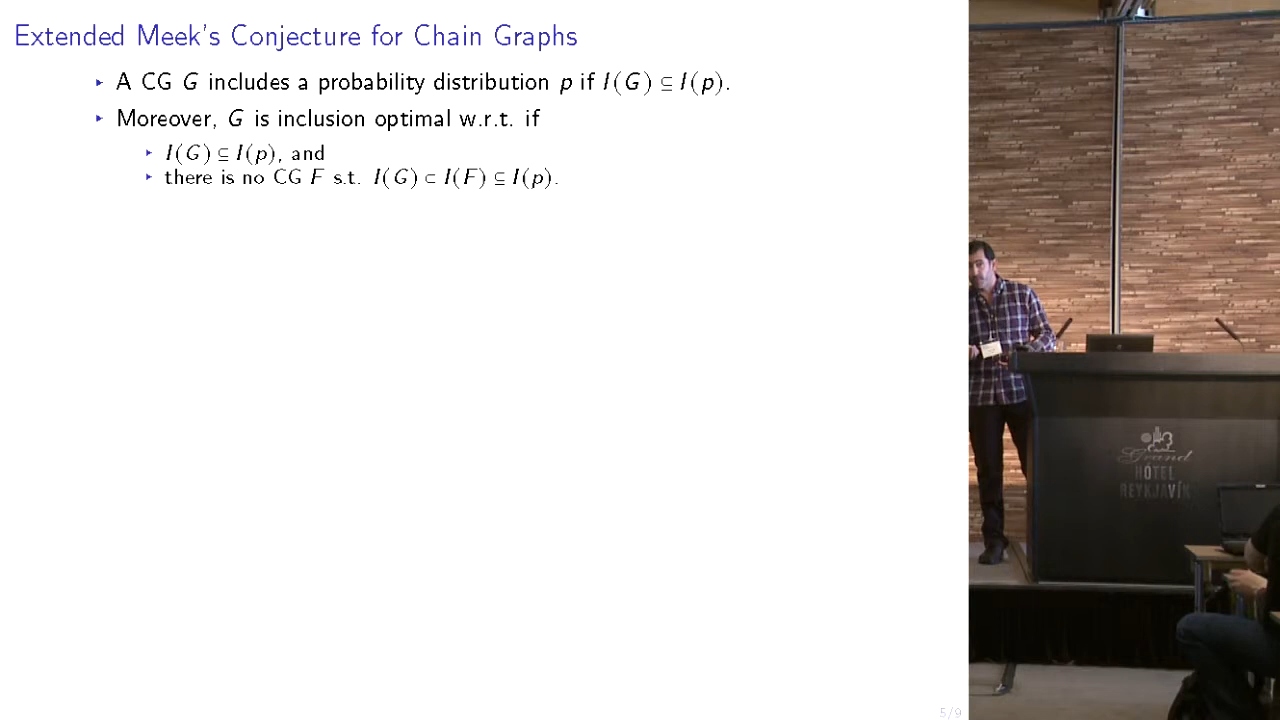 Extended Meek's Conjecture for Chain Graphs
▸ A CG G includes a probability distribution p if I(G) ⊆ I(p).
▸ Moreover, G is inclusion optimal w.r.t. if
▸ I(G) ⊆ I(p), and
▸ there is no CG F s.t. I(G) ⊂ I(F) ⊆ I(p).
Grand
HÓTEL
REYKJAVÍK
5/9